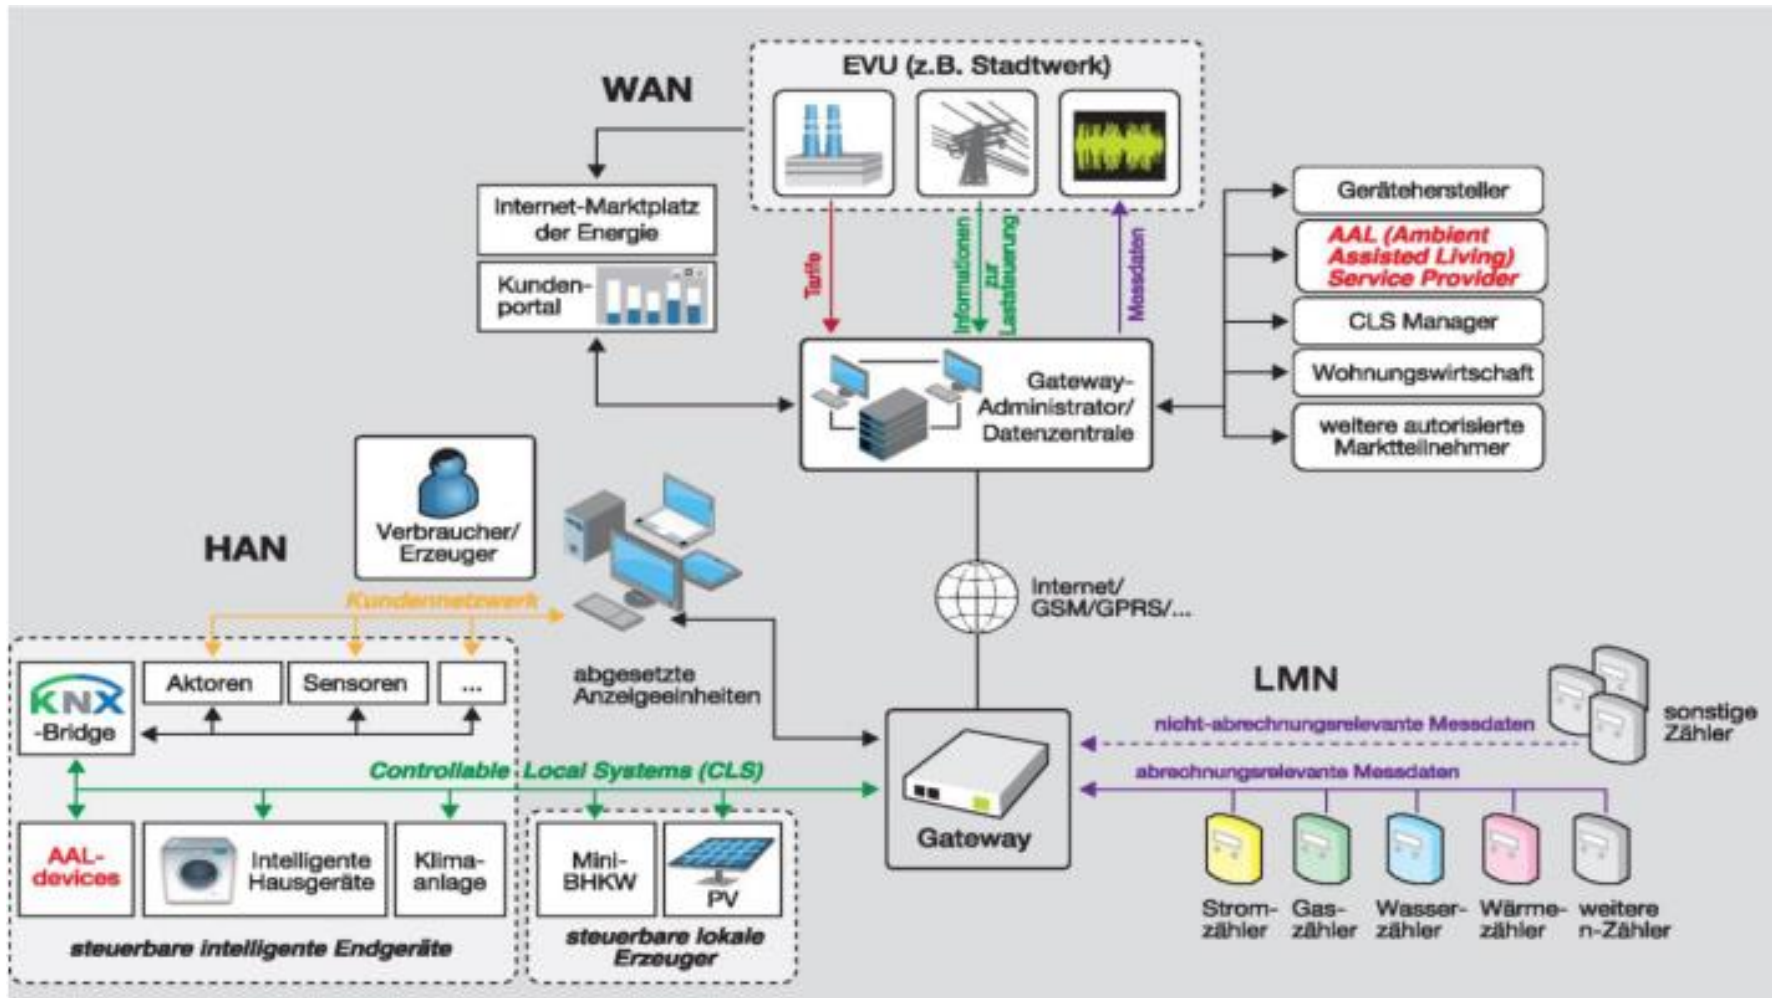 EVU (z.B. Stadtwerk)
WAN
Internet-Marktplatz
der Energie
Kunden-
portal
Tarife
Informationen
zur
Laststeuerung
Messdaten
Gerätehersteller
AAL (Ambient
Assisted Living)
Service Provider
CLS Manager
Wohnungswirtschaft
weitere autorisierte
Marktteilnehmer
Gateway-
Administrator/
Datenzentrale
Verbraucher/
Erzeuger
HAN
Kundennetzwerk
Internet/
GSM/GPRS/...
KNX
-Bridge
Aktoren
Sensoren
...
abgesetzte
Anzeigeeinheiten
LMN
nicht-abrechnungsrelevante Messdaten
sonstige
Zähler
Controllable Local Systems (CLS)
abrechnungsrelevante Messdaten
Gateway
AAL-
devices
Intelligente
Hausgeräte
Klima-
anlage
Mini-
BHKW
PV
steuerbare intelligente Endgeräte
steuerbare lokale
Erzeuger
Strom-
zähler
Gas-
zähler
Wasser-
zähler
Wärme-
zähler
weitere
n-Zähler